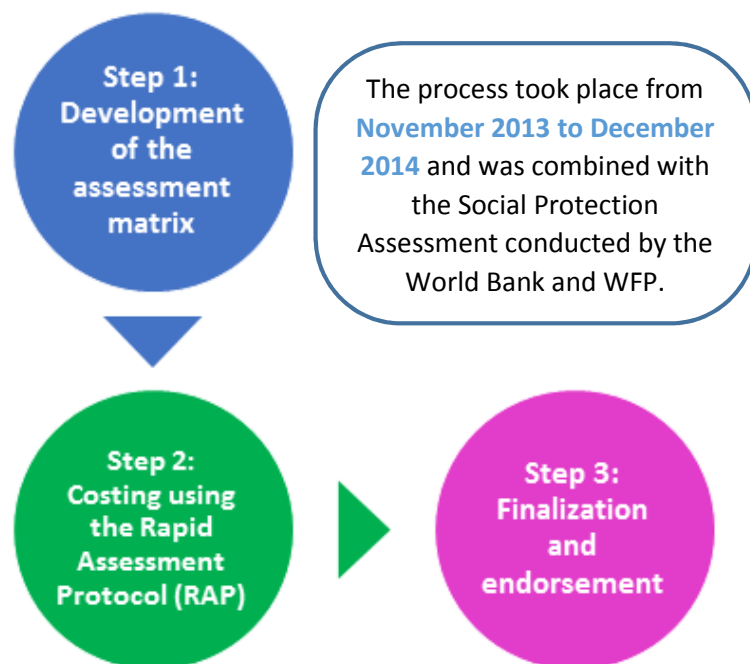 Step 1:
Development
of the
assessment
matrix
The process took place from
November 2013 to December
2014 and was combined with
the Social Protection
Assessment conducted by the
World Bank and WFP.
Step 2:
Costing using
the Rapid
Assessment
Protocol (RAP)
Step 3:
Finalization
and
endorsement